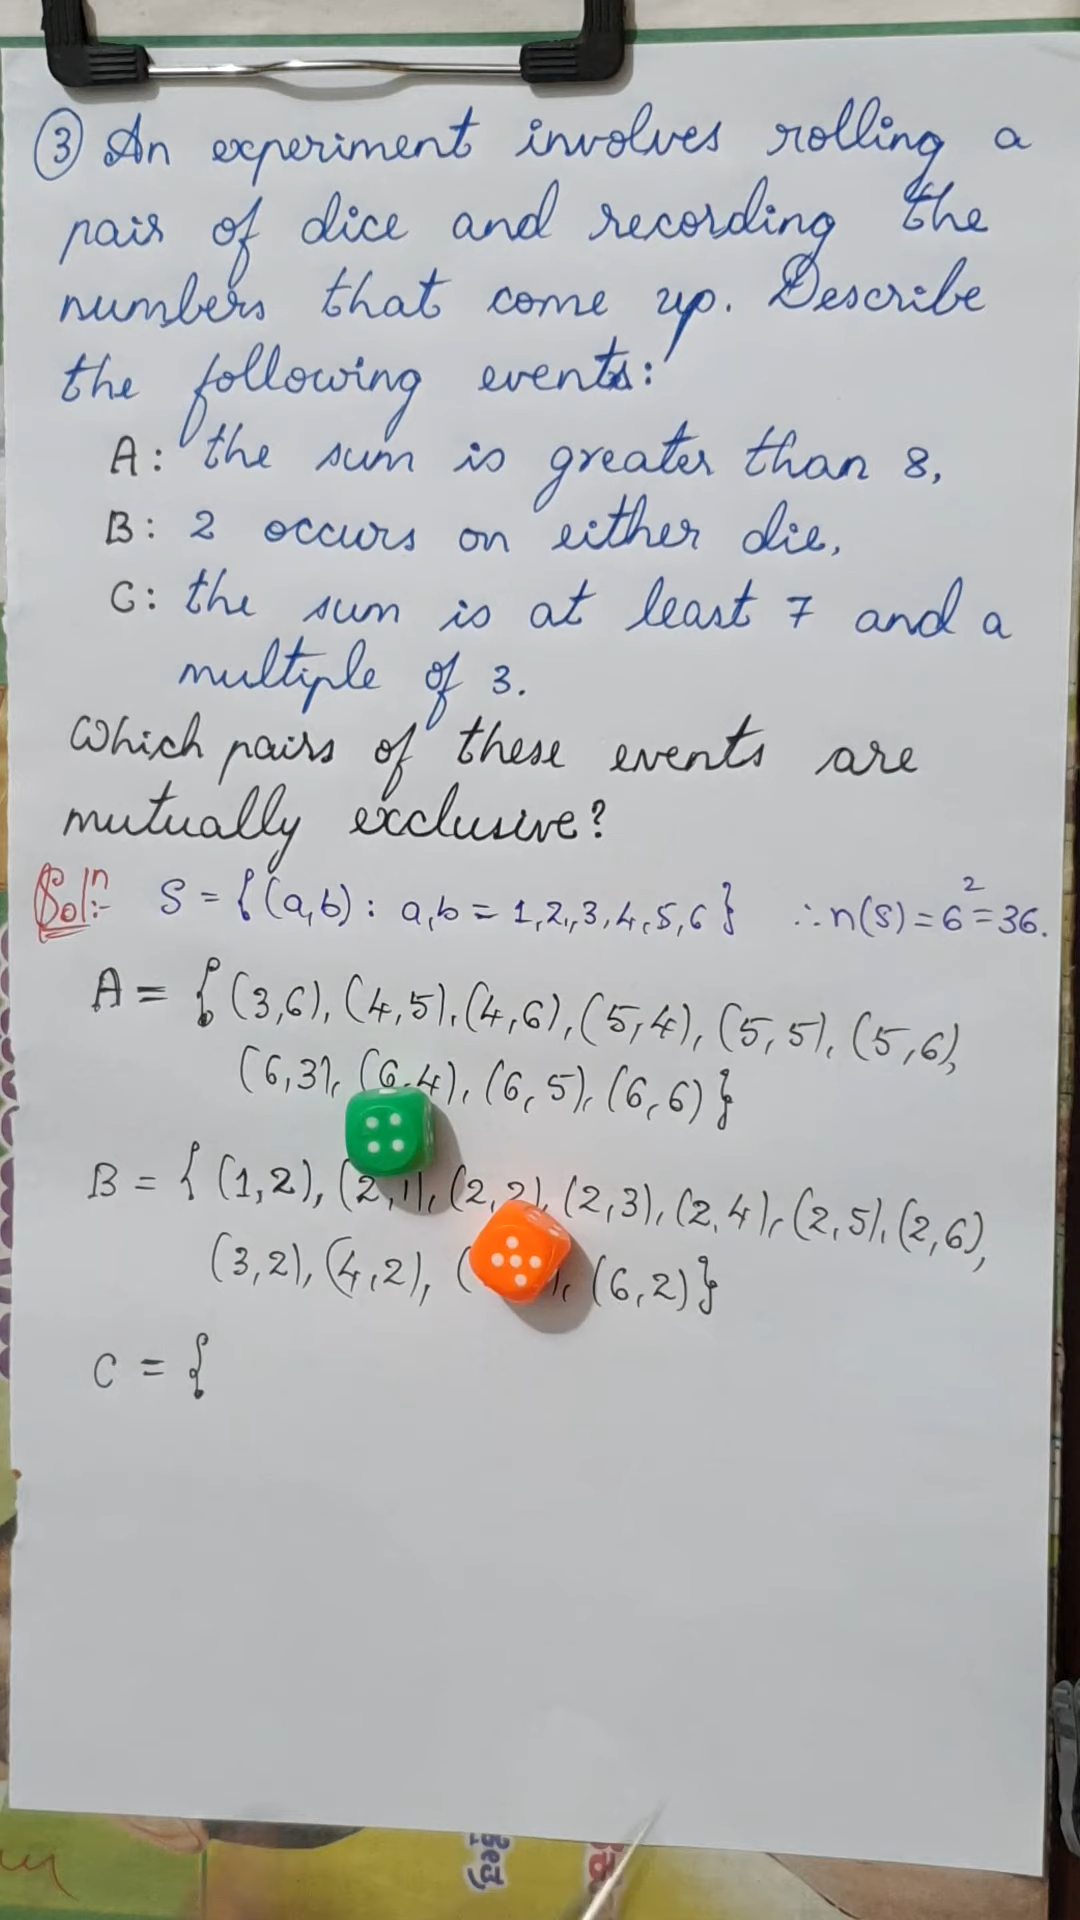 ③ An experiment involves rolling a
pair of dice and recording the
numbers that come up. Describe
the following events:
A: the sum is greater than 8,
B: 2 occurs on either die,
C: the sum is at least 7 and a
multiple of 3.
Which pairs of these events are
mutually exclusive?
Solⁿ:- S = {(a,b) : a,b = 1,2,3,4,5,6} ∴ n(S) = 6² = 36.
A = {(3,6), (4,5), (4,6), (5,4), (5,5), (5,6),
(6,3), (6,4), (6,5), (6,6)}
B = {(1,2), (2,1), (2,2), (2,3), (2,4), (2,5), (2,6),
(3,2), (4,2), ( ), (6,2)}
C = {